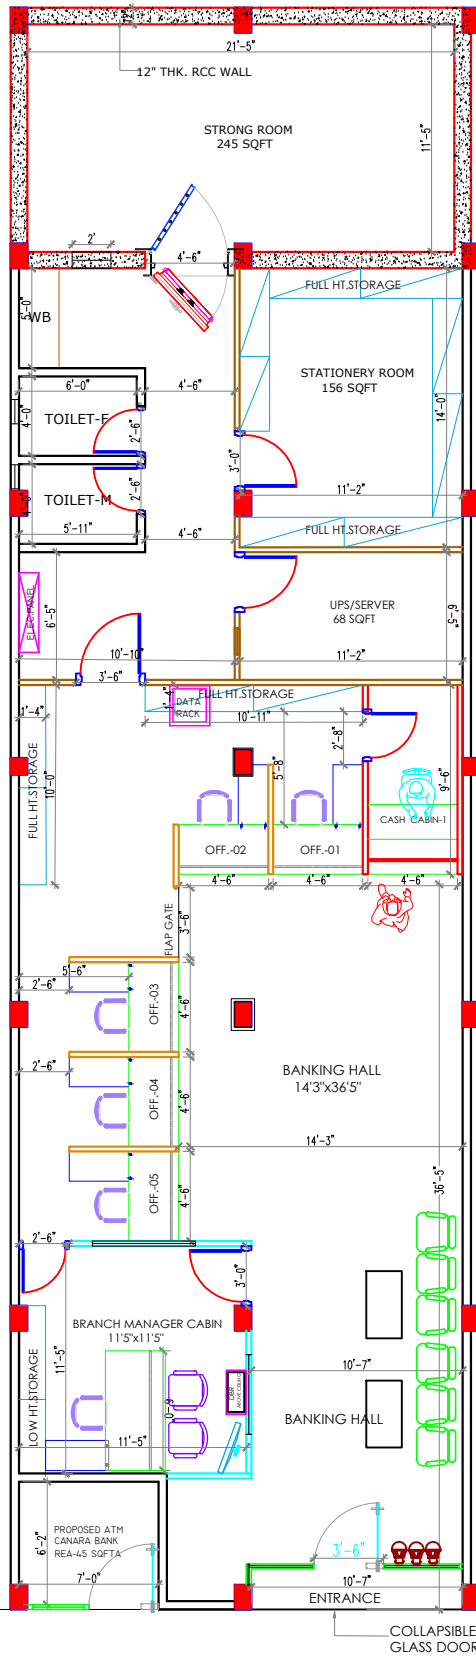 21'-5"
12" THK. RCC WALL
STRONG ROOM
245 SQFT
11'-5"
2'
4'-6"
5'-0"
WB
FULL HT.STORAGE
STATIONERY ROOM
156 SQFT
14'-0"
6'-0"
4'-6"
4'-0"
TOILET-F
2'-6"
3'-0"
TOILET-M
4'-0"
2'-6"
11'-2"
5'-11"
4'-6"
FULL HT.STORAGE
ELEC.PANEL
6'-5"
UPS/SERVER
68 SQFT
6'-5"
10'-10"
11'-2"
3'-6"
1'-4"
DATA
RACK
FULL HT.STORAGE
1'-4"
10'-11"
FULL HT.STORAGE
10'-0"
5'-8"
2'-8"
9'-6"
CASH CABIN-1
OFF.-02
OFF.-01
4'-6"
4'-6"
4'-6"
FLAP GATE
3'-6"
5'-6"
2'-6"
OFF.-03
4'-6"
2'-6"
OFF.-04
4'-6"
BANKING HALL
14'3"x36'5"
14'-3"
36'-5"
OFF.-05
4'-6"
2'-6"
3'-0"
BRANCH MANAGER CABIN
11'5"x11'5"
LOW HT.STORAGE
11'-5"
6'-0"
10'-7"
DBR
ABOVE CEILING
BANKING HALL
11'-5"
6'-2"
PROPOSED ATM
CANARA BANK
REA-45 SQFTA
7'-0"
3'-6"
10'-7"
ENTRANCE
COLLAPSIBLE
GLASS DOOR